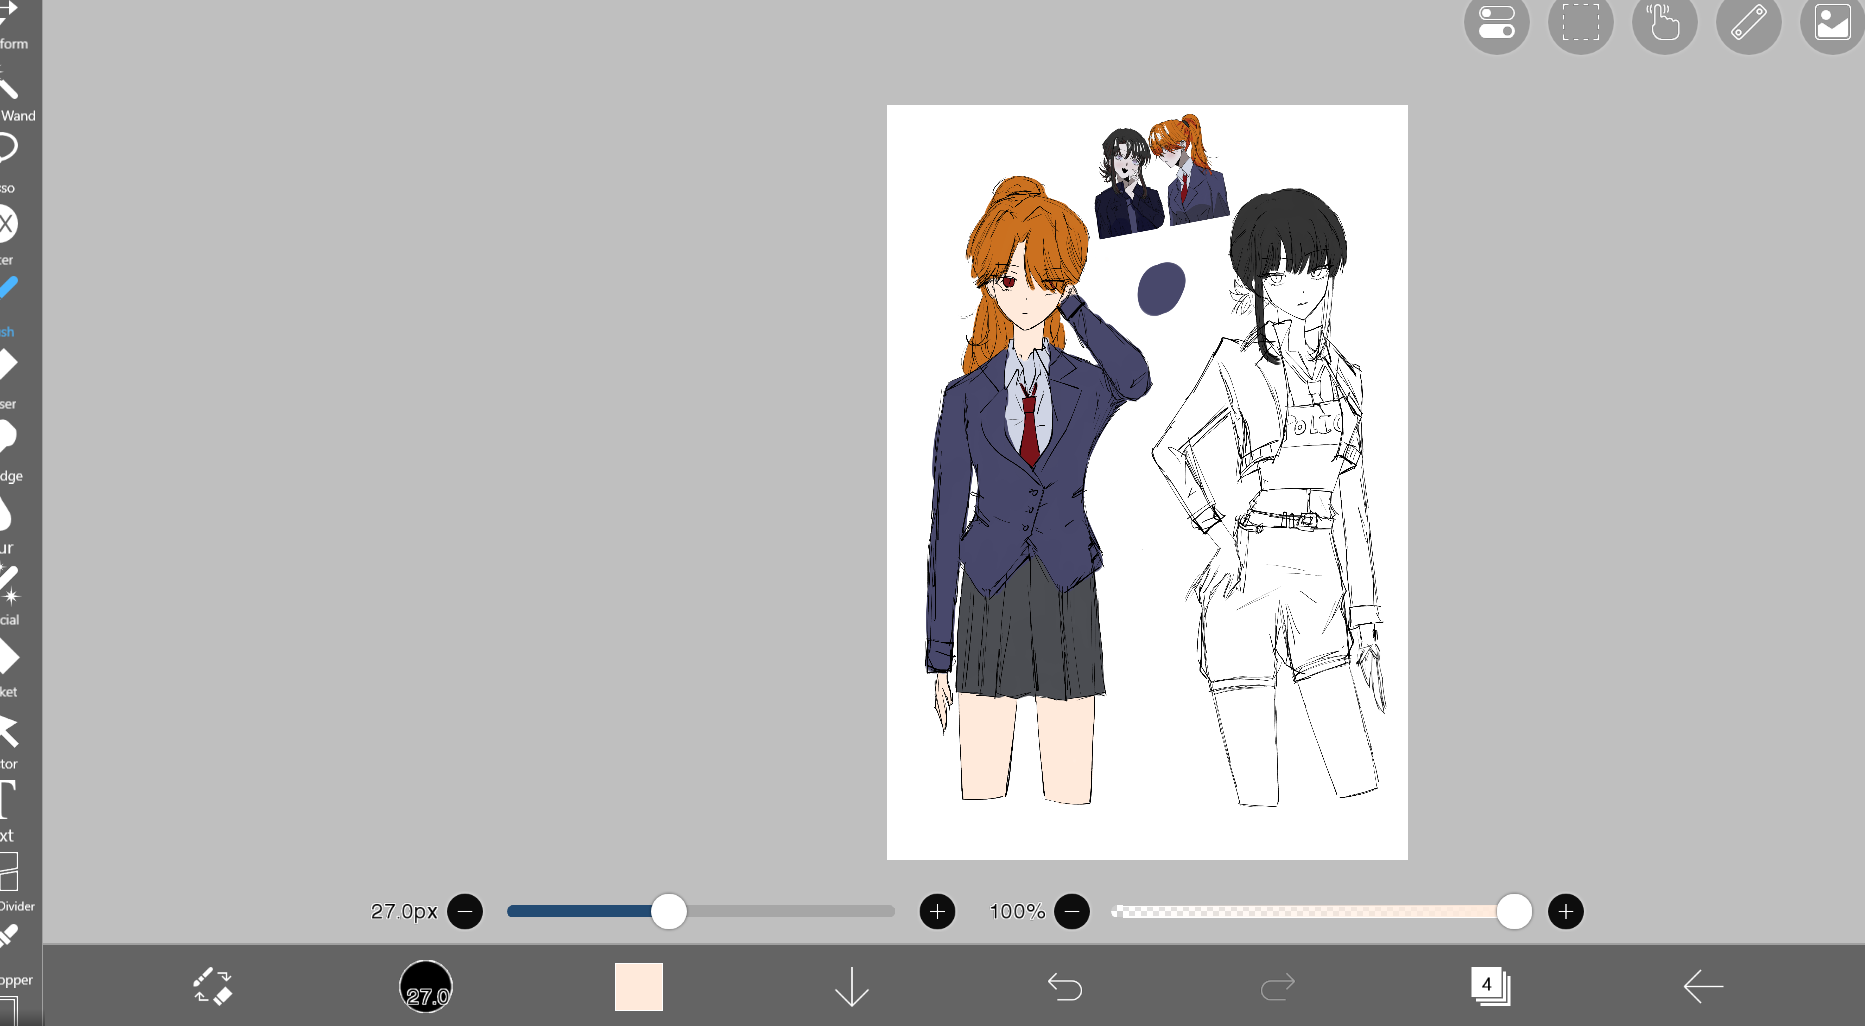 form
Wand
sso
ter
sh
ser
dge
ur
cial
ket
tor
xt
Divider
opper
27.0px
100%
27.0
4